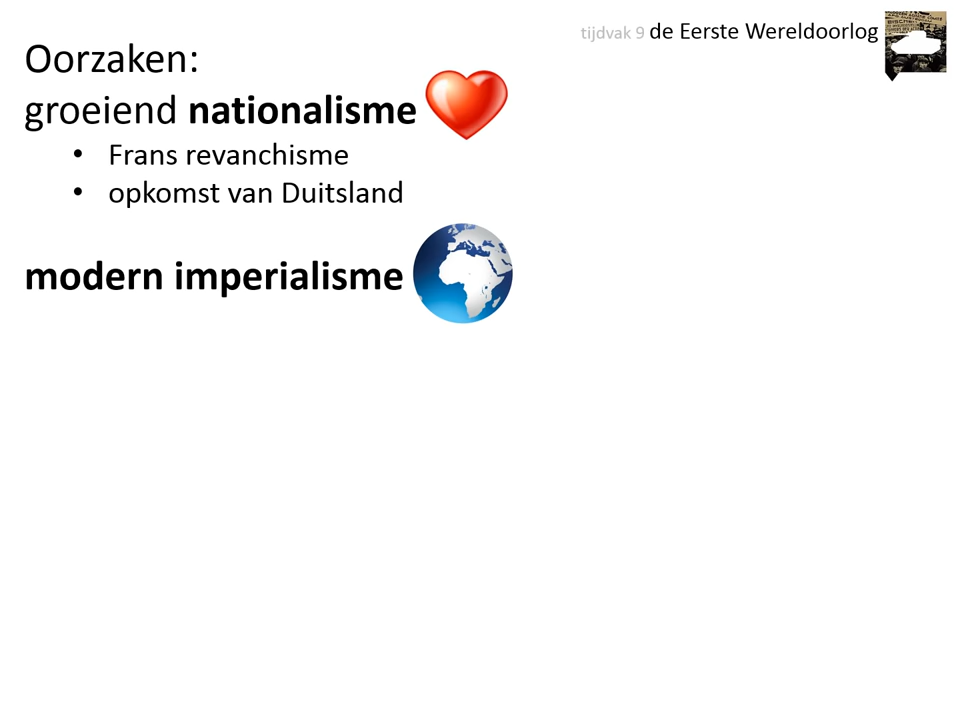 tijdvak 9 de Eerste Wereldoorlog
Oorzaken:
groeiend nationalisme
• Frans revanchisme
• opkomst van Duitsland
modern imperialisme